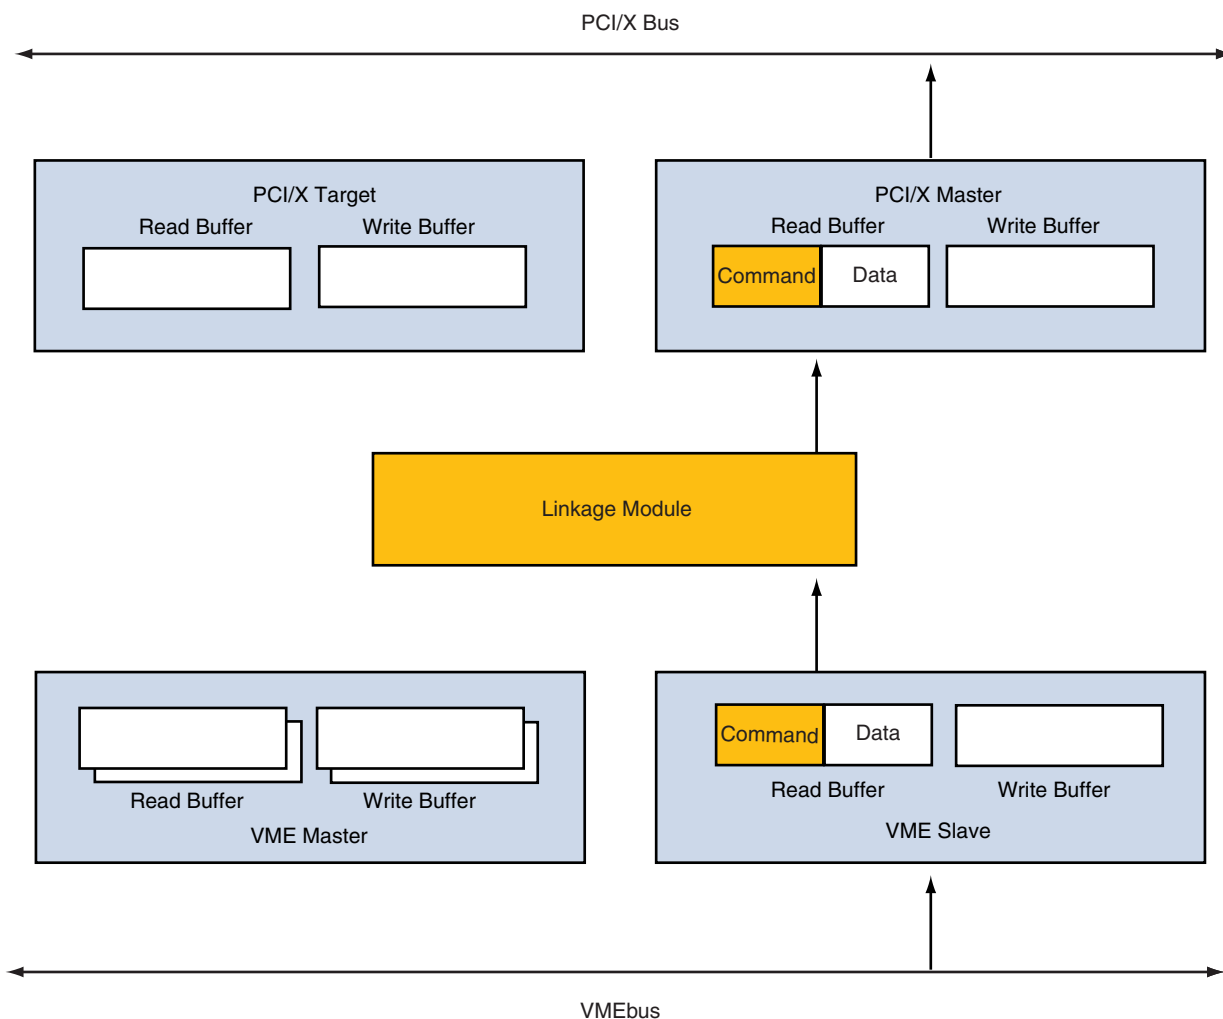 PCI/X Bus
PCI/X Target
Read Buffer
Write Buffer
PCI/X Master
Read Buffer
Write Buffer
Command
Data
Linkage Module
Read Buffer
Write Buffer
VME Master
Command
Data
Read Buffer
Write Buffer
VME Slave
VMEbus